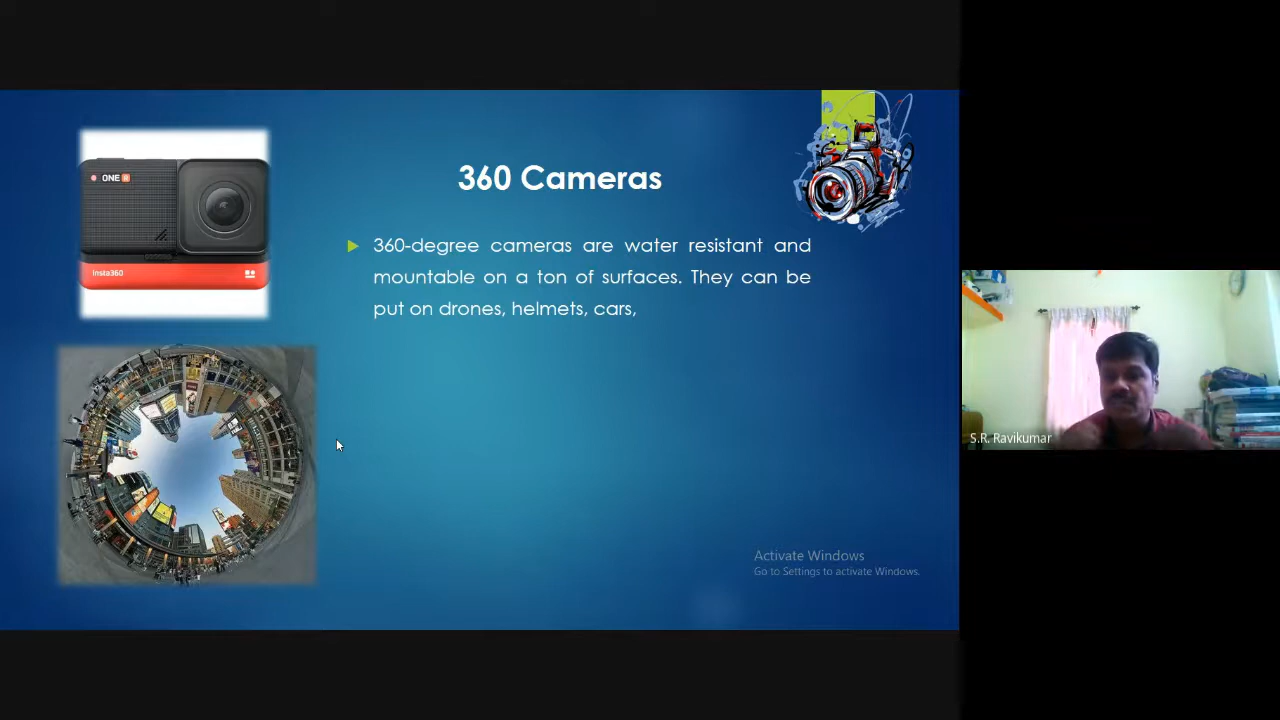 360 Cameras
ONE R
Insta360
360-degree cameras are water resistant and
mountable on a ton of surfaces. They can be
put on drones, helmets, cars,
Activate Windows
Go to Settings to activate Windows.
S.R. Ravikumar